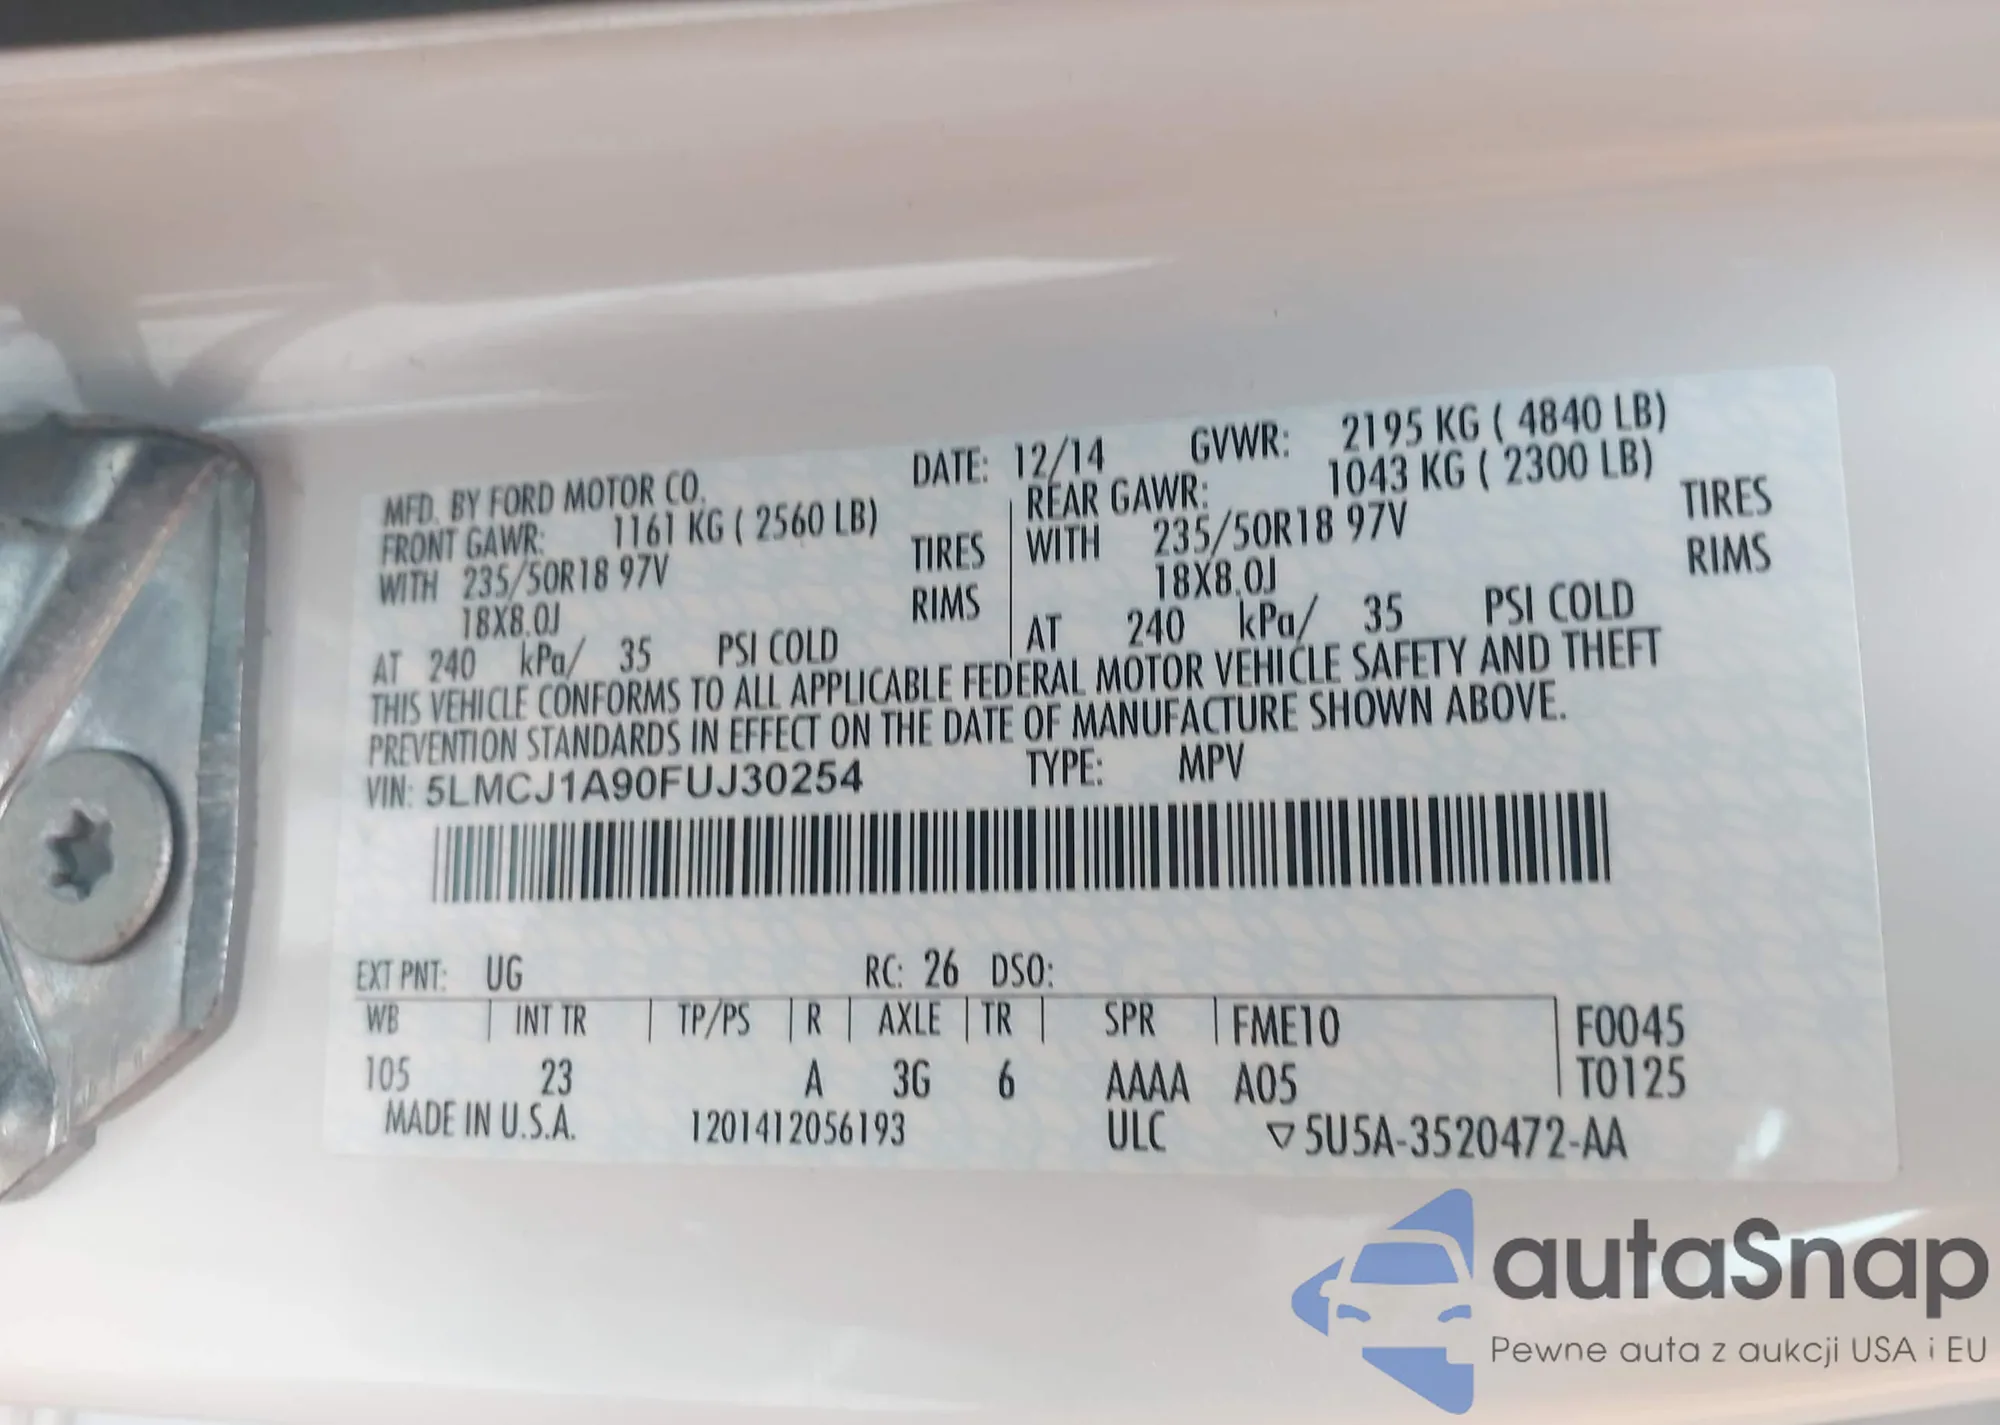 MFD. BY FORD MOTOR CO. DATE: 12/14 GVWR: 2195 KG ( 4840 LB)
FRONT GAWR: 1161 KG ( 2560 LB) REAR GAWR: 1043 KG ( 2300 LB)
WITH 235/50R18 97V TIRES WITH 235/50R18 97V TIRES
18X8.0J RIMS 18X8.0J RIMS
AT 240 kPa/ 35 PSI COLD AT 240 kPa/ 35 PSI COLD
THIS VEHICLE CONFORMS TO ALL APPLICABLE FEDERAL MOTOR VEHICLE SAFETY AND THEFT
PREVENTION STANDARDS IN EFFECT ON THE DATE OF MANUFACTURE SHOWN ABOVE.
VIN: 5LMCJ1A90FUJ30254 TYPE: MPV
EXT PNT: UG RC: 26 DSO:
WB INT TR TP/PS R AXLE TR SPR FME10 F0045
105 23 A 3G 6 AAAA A05 T0125
MADE IN U.S.A. 1201412056193 ULC ▽5U5A-3520472-AA
autaSnap
Pewne auta z aukcji USA i EU